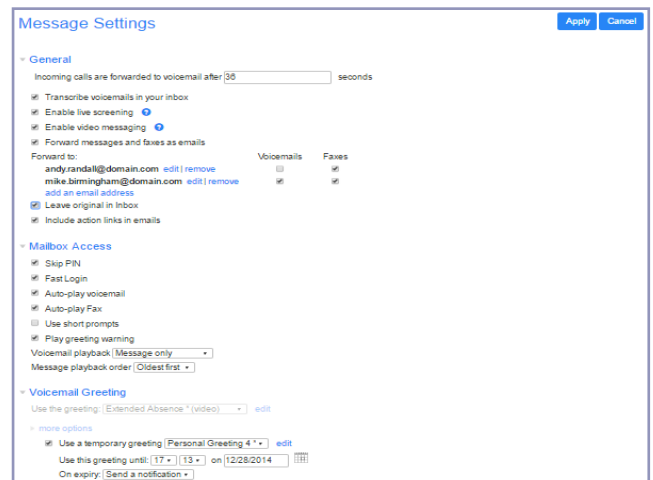 Message Settings
Apply Cancel
General
Incoming calls are forwarded to voicemail after 36 seconds
Transcribe voicemails in your inbox
Enable live screening ?
Enable video messaging ?
Forward messages and faxes as emails
Forward to: Voicemails Faxes
andy.randall@domain.com edit | remove
mike.birmingham@domain.com edit | remove
add an email address
Leave original in Inbox
Include action links in emails
Mailbox Access
Skip PIN
Fast Login
Auto-play voicemail
Auto-play Fax
Use short prompts
Play greeting warning
Voicemail playback Message only
Message playback order Oldest first
Voicemail Greeting
Use the greeting: Extended Absence * (video) edit
more options
Use a temporary greeting Personal Greeting 4 * edit
Use this greeting until: 17 13 on 12/28/2014
On expiry: Send a notification